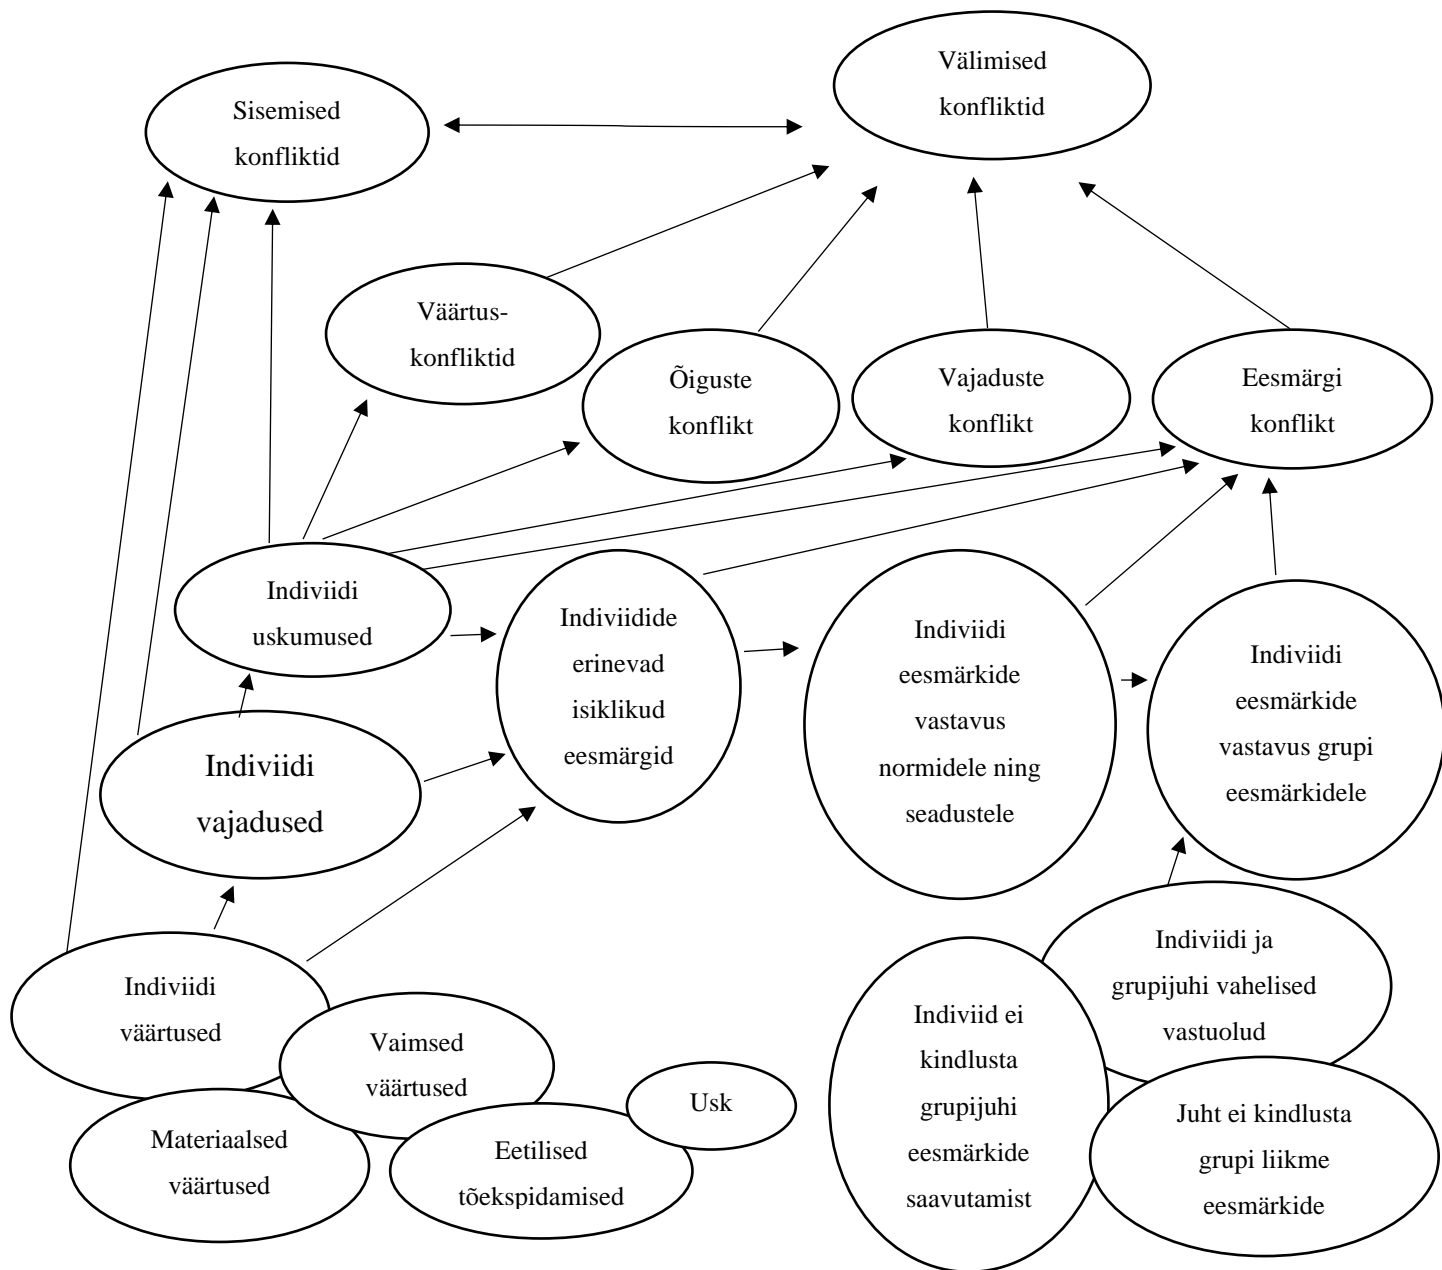 Välimised
konfliktid
Sisemised
konfliktid
Väärtus-
konfliktid
Õiguste
konflikt
Vajaduste
konflikt
Eesmärgi
konflikt
Indiviidi
uskumused
Indiviidide
erinevad
isiklikud
eesmärgid
Indiviidi
eesmärkide
vastavus
normidele ning
seadustele
Indiviidi
eesmärkide
vastavus grupi
eesmärkidele
Indiviidi
vajadused
Indiviidi
väärtused
Vaimsed
väärtused
Materiaalsed
väärtused
Eetilised
tõekspidamised
Usk
Indiviid ei
kindlusta
grupijuhi
eesmärkide
saavutamist
Indiviidi ja
grupijuhi vahelised
vastuolud
Juht ei kindlusta
grupi liikme
eesmärkide